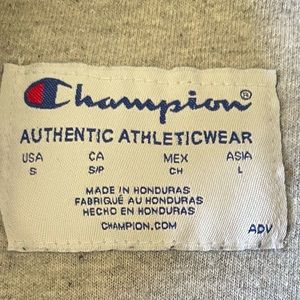 Champion®
AUTHENTIC ATHLETICWEAR
USA CA MEX ASIA
S S/P CH L
MADE IN HONDURAS
FABRIQUÉ AU HONDURAS
HECHO EN HONDURAS
CHAMPION.COM ADV